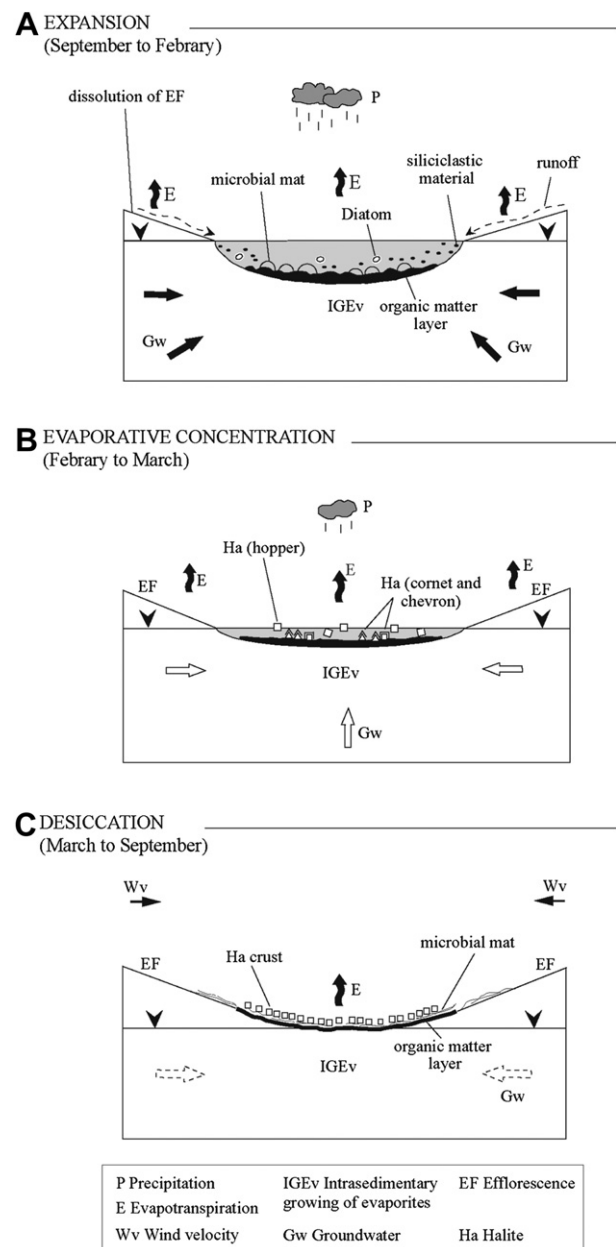 A EXPANSION
(September to Febrary)
dissolution of EF
P
E
microbial mat
E
siliciclastic
material
runoff
E
Diatom
IGEv
organic matter
layer
Gw
Gw
B EVAPORATIVE CONCENTRATION
(Febrary to March)
P
Ha (hopper)
EF
E
E
Ha (cornet and
chevron)
E
EF
IGEv
Gw
C DESICCATION
(March to September)
Wv
Wv
EF
Ha crust
E
microbial mat
EF
organic matter
layer
IGEv
Gw
P Precipitation
IGEv Intrasedimentary
growing of evaporites
EF Efflorescence
E Evapotranspiration
Wv Wind velocity
Gw Groundwater
Ha Halite